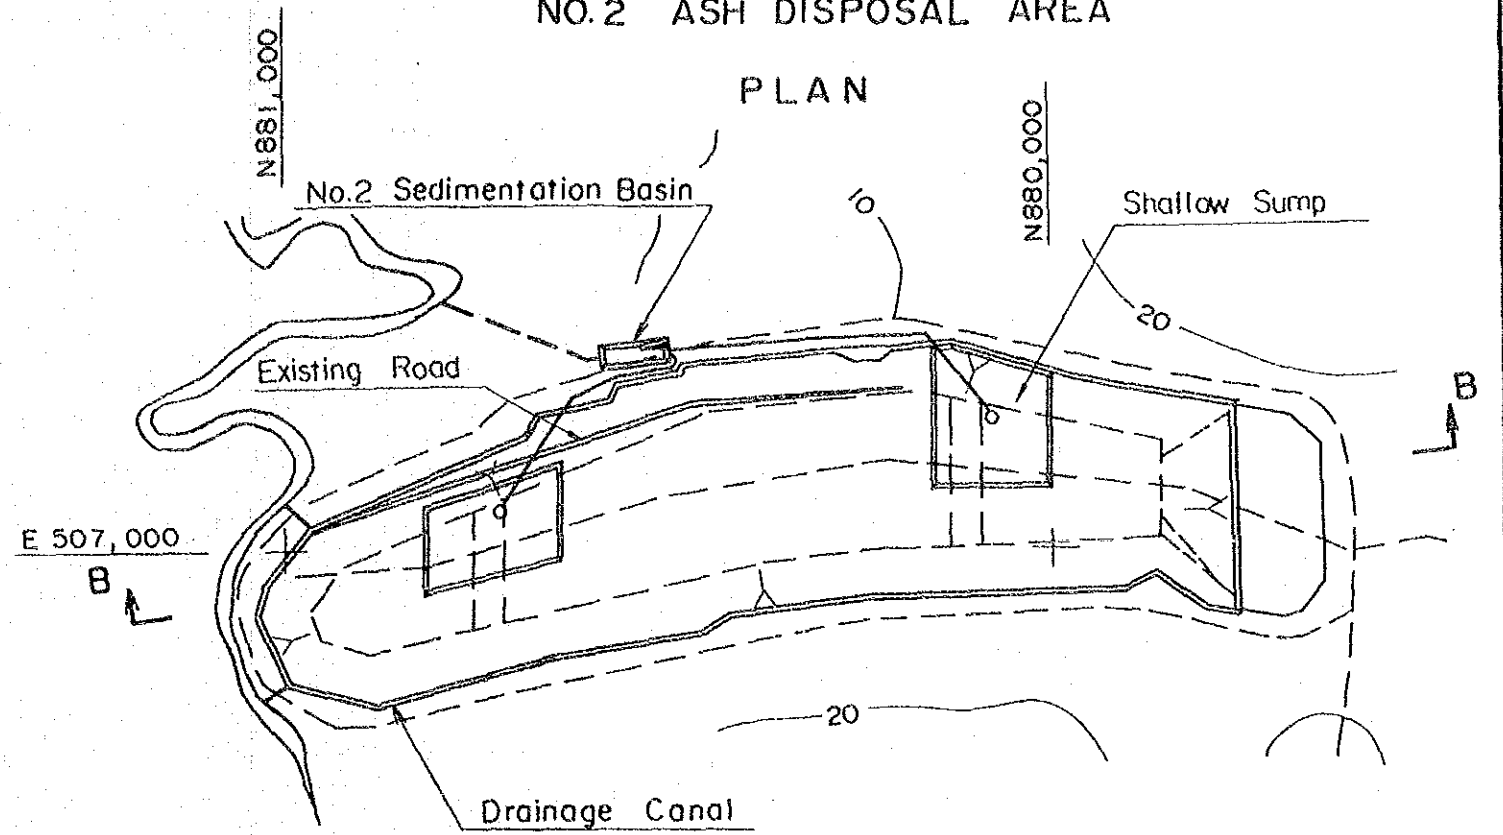 NO. 2 ASH DISPOSAL AREA
PLAN
N881,000
N880,000
No.2 Sedimentation Basin
10
Shallow Sump
20
Existing Road
B
E 507,000
B
20
Drainage Canal